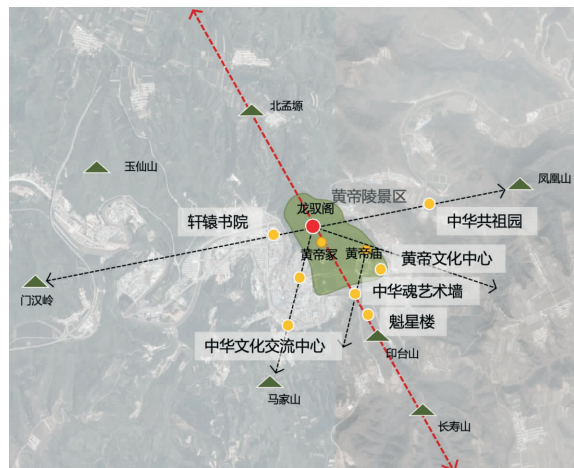 北孟塬
玉仙山
黄帝陵景区
凤凰山
龙驭阁
轩辕书院
中华共祖园
黄帝冢
黄帝庙
黄帝文化中心
门汉岭
中华魂艺术墙
魁星楼
中华文化交流中心
印台山
马家山
长寿山